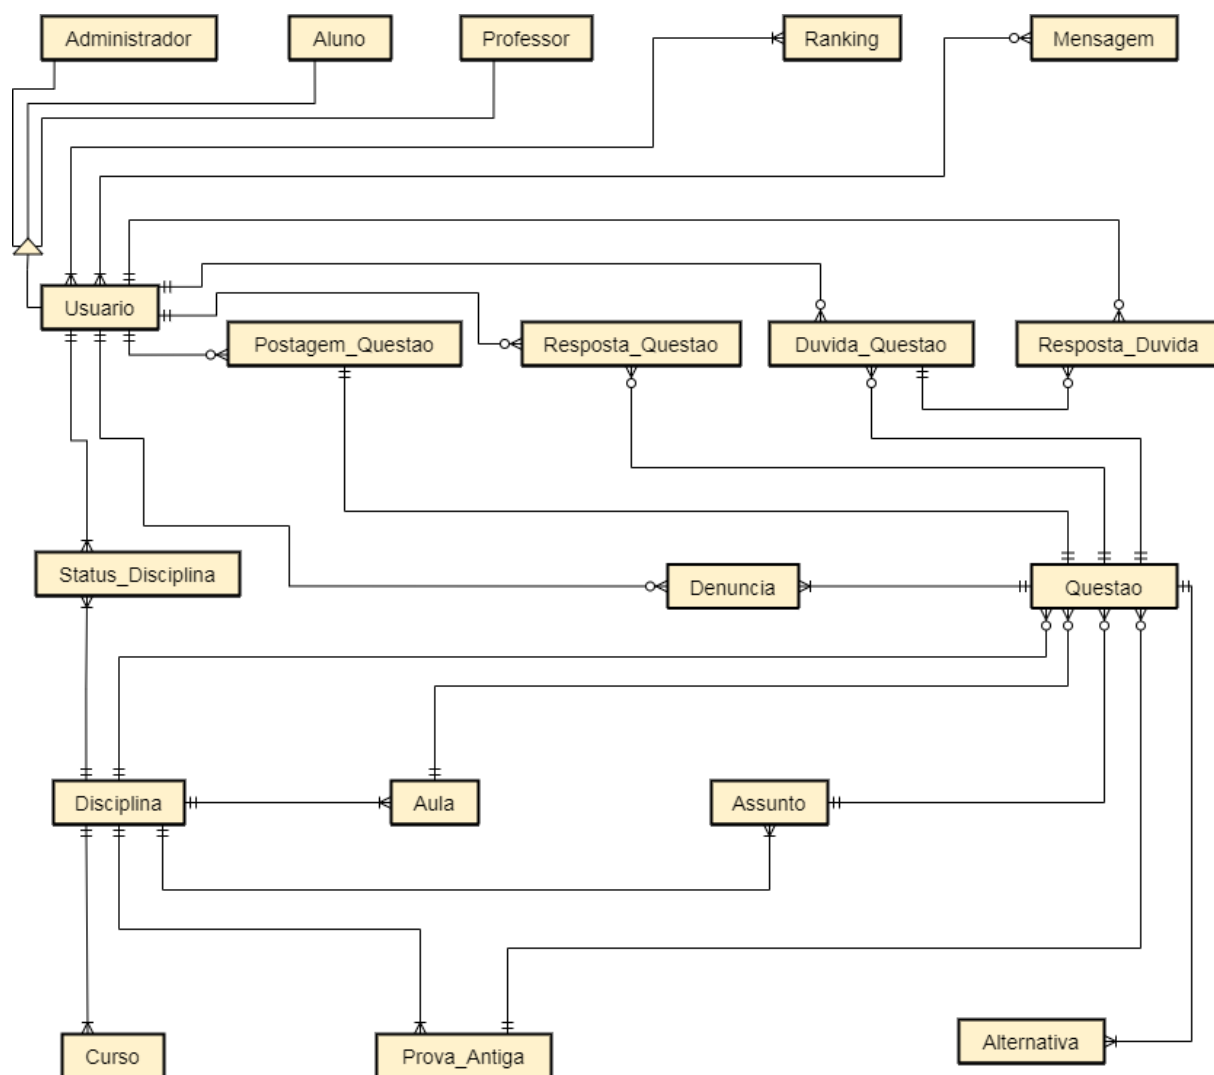 Administrador
Aluno
Professor
Ranking
Mensagem
Usuario
Postagem_Questao
Resposta_Questao
Duvida_Questao
Resposta_Duvida
Status_Disciplina
Denuncia
Questao
Disciplina
Aula
Assunto
Curso
Prova_Antiga
Alternativa